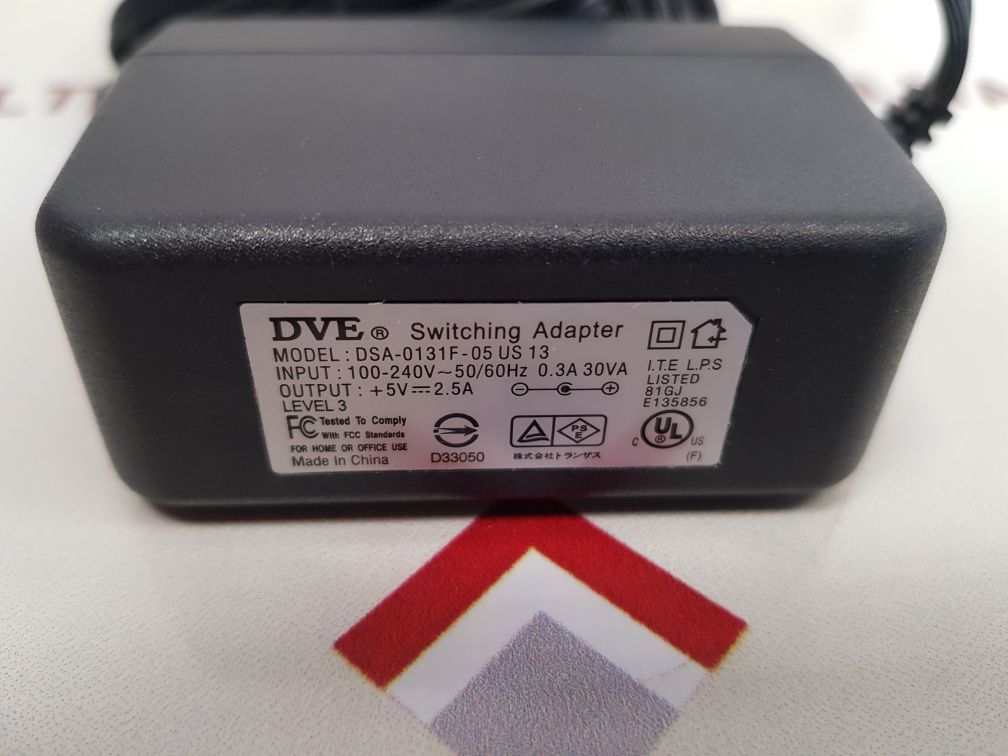 DVE ® Switching Adapter
MODEL : DSA-0131F-05 US 13
INPUT : 100-240V~50/60Hz 0.3A 30VA
OUTPUT : +5V⎓2.5A
LEVEL 3
FC Tested To Comply
With FCC Standards
FOR HOME OR OFFICE USE
Made In China
D33050
PS
E
株式会社トランザス
I.T.E L.P.S
LISTED
81GJ
E135856
C UL ® US
(F)